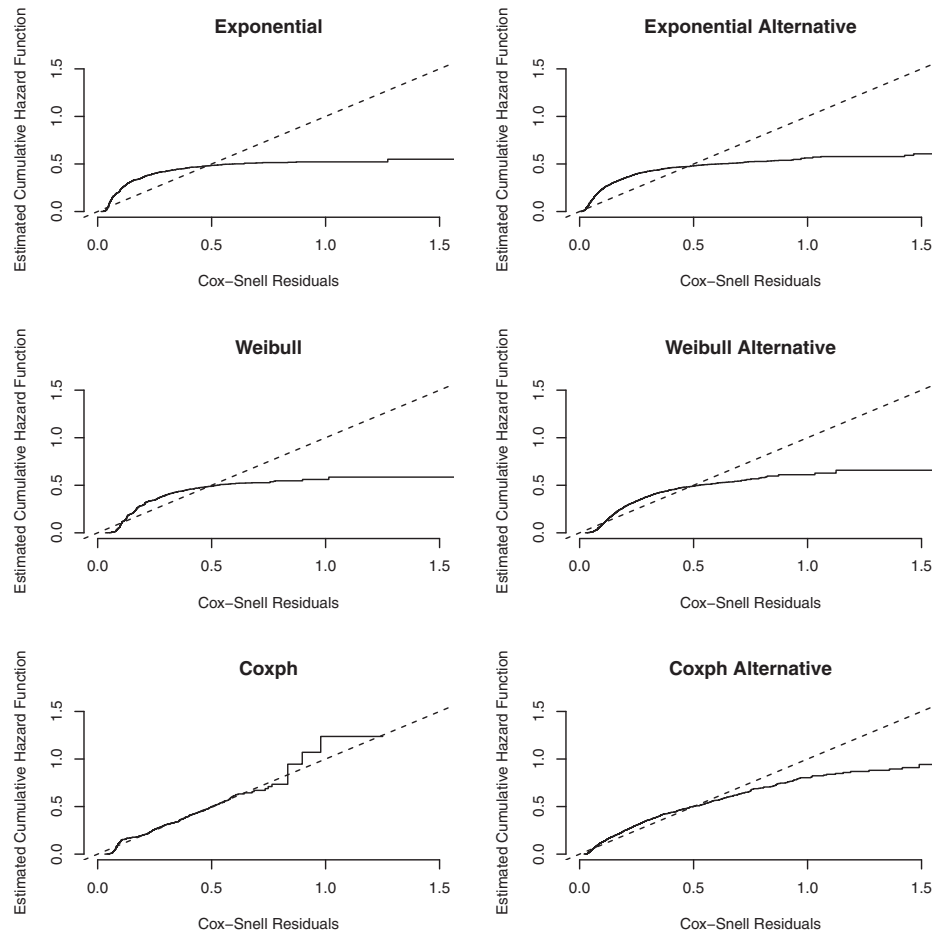 Exponential
Estimated Cumulative Hazard Function
0.0 0.5 1.0 1.5
0.0 0.5 1.0 1.5
Cox−Snell Residuals
Exponential Alternative
Estimated Cumulative Hazard Function
0.0 0.5 1.0 1.5
0.0 0.5 1.0 1.5
Cox−Snell Residuals
Weibull
Estimated Cumulative Hazard Function
0.0 0.5 1.0 1.5
0.0 0.5 1.0 1.5
Cox−Snell Residuals
Weibull Alternative
Estimated Cumulative Hazard Function
0.0 0.5 1.0 1.5
0.0 0.5 1.0 1.5
Cox−Snell Residuals
Coxph
Estimated Cumulative Hazard Function
0.0 0.5 1.0 1.5
0.0 0.5 1.0 1.5
Cox−Snell Residuals
Coxph Alternative
Estimated Cumulative Hazard Function
0.0 0.5 1.0 1.5
0.0 0.5 1.0 1.5
Cox−Snell Residuals